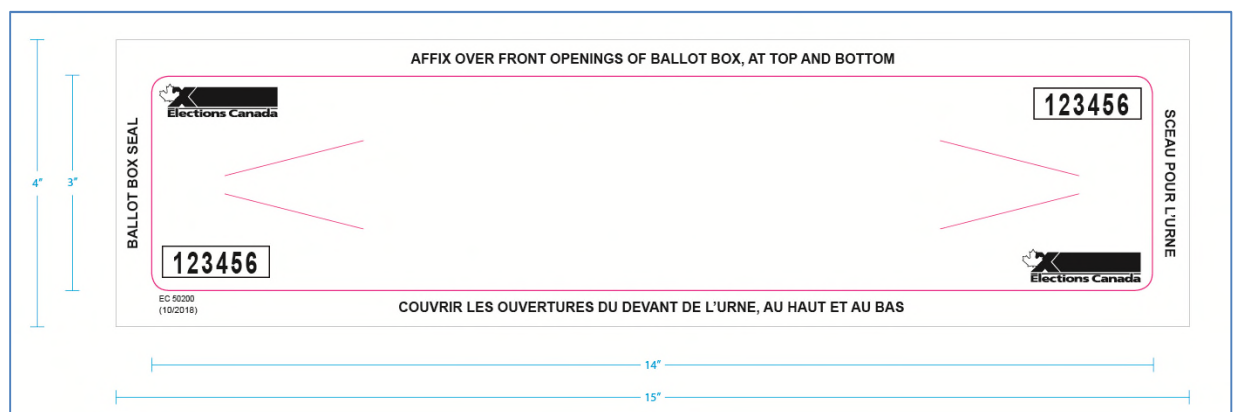 AFFIX OVER FRONT OPENINGS OF BALLOT BOX, AT TOP AND BOTTOM
Elections Canada
123456
BALLOT BOX SEAL
SCEAU POUR L'URNE
4"
3"
123456
Elections Canada
EC 50200
(10/2018)
COUVRIR LES OUVERTURES DU DEVANT DE L'URNE, AU HAUT ET AU BAS
14"
15"